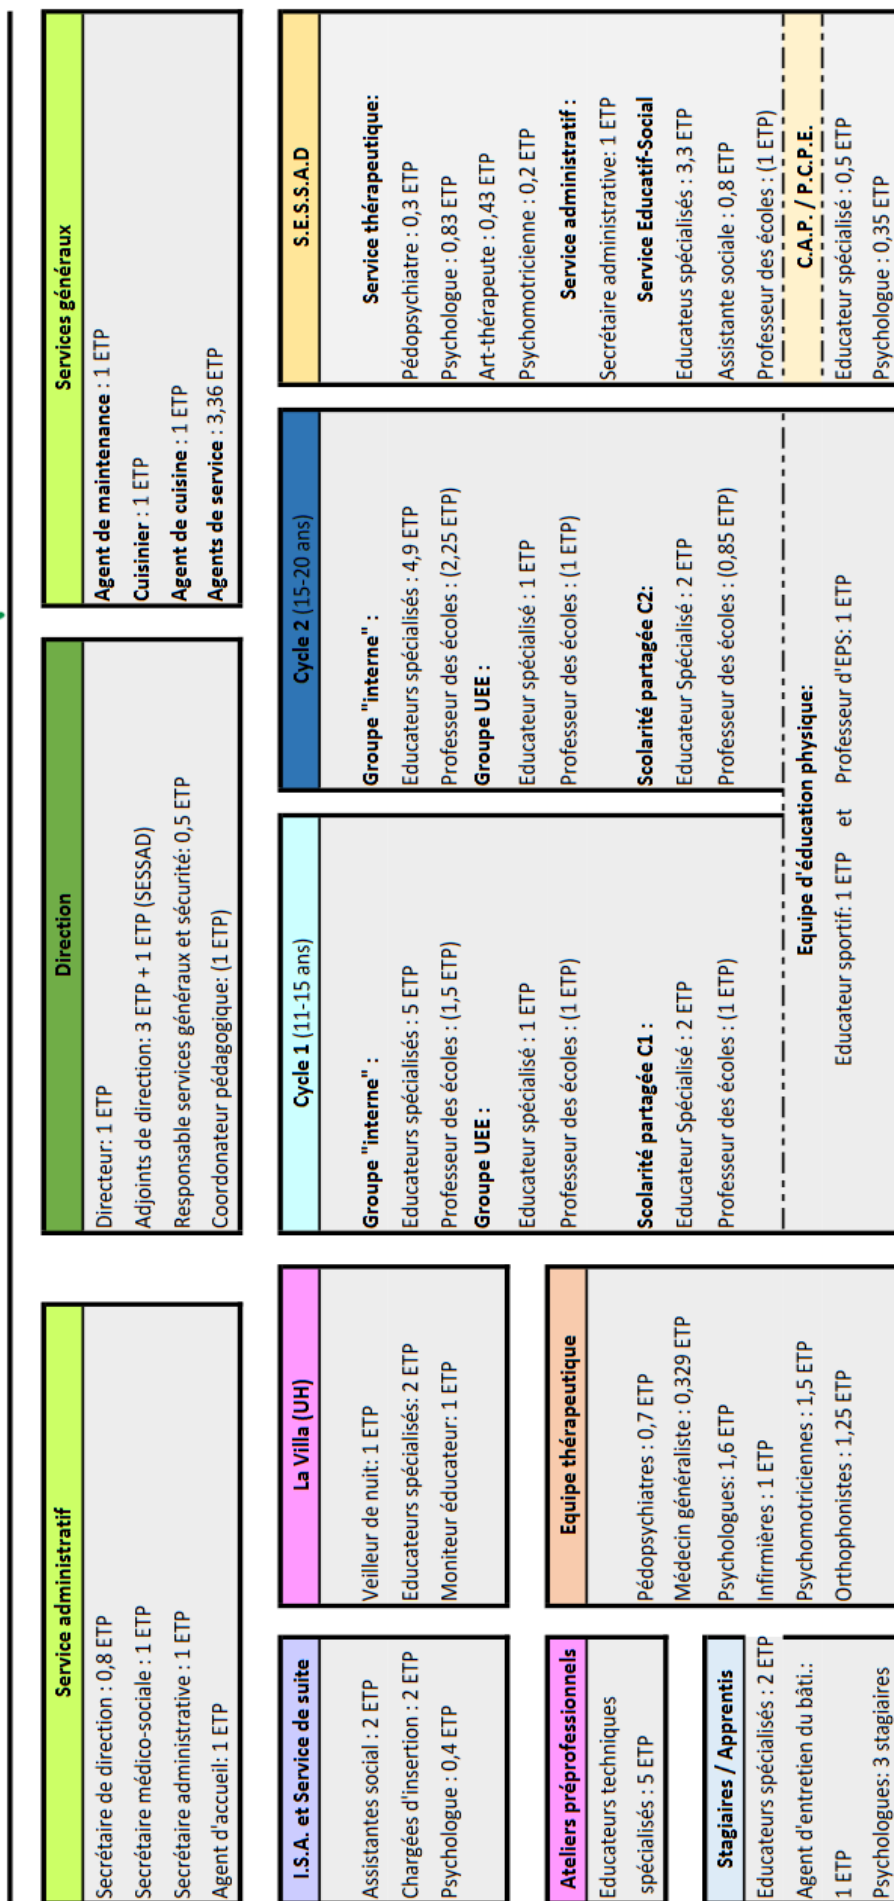 Service administratif
Secrétaire de direction : 0,8 ETP
Secrétaire médico-sociale : 1 ETP
Secrétaire administrative : 1 ETP
Agent d'accueil: 1 ETP
Direction
Directeur: 1 ETP
Adjoints de direction: 3 ETP + 1 ETP (SESSAD)
Responsable services généraux et sécurité: 0,5 ETP
Coordonateur pédagogique: (1 ETP)
Services généraux
Agent de maintenance : 1 ETP
Cuisinier : 1 ETP
Agent de cuisine : 1 ETP
Agents de service : 3,36 ETP
I.S.A. et Service de suite
Assistantes social : 2 ETP
Chargées d'insertion : 2 ETP
Psychologue : 0,4 ETP
La Villa (UH)
Veilleur de nuit: 1 ETP
Educateurs spécialisés: 2 ETP
Moniteur éducateur: 1 ETP
Cycle 1 (11-15 ans)
Groupe "interne" :
Educateurs spécialisés : 5 ETP
Professeur des écoles : (1,5 ETP)
Groupe UEE :
Educateur spécialisé : 1 ETP
Professeur des écoles : (1 ETP)
Scolarité partagée C1 :
Educateur Spécialisé : 2 ETP
Professeur des écoles : (1 ETP)
Cycle 2 (15-20 ans)
Groupe "interne" :
Educateurs spécialisés : 4,9 ETP
Professeur des écoles : (2,25 ETP)
Groupe UEE :
Educateur spécialisé : 1 ETP
Professeur des écoles : (1 ETP)
Scolarité partagée C2:
Educateur Spécialisé : 2 ETP
Professeur des écoles : (0,85 ETP)
Equipe d'éducation physique:
Educateur sportif: 1 ETP et Professeur d'EPS: 1 ETP
S.E.S.S.A.D
Service thérapeutique:
Pédopsychiatre : 0,3 ETP
Psychologue : 0,83 ETP
Art-thérapeute : 0,43 ETP
Psychomotricienne : 0,2 ETP
Service administratif :
Secrétaire administrative: 1 ETP
Service Educatif-Social
Educateus spécialisés : 3,3 ETP
Assistante sociale : 0,8 ETP
Professeur des écoles : (1 ETP)
C.A.P. / P.C.P.E.
Educateur spécialisé : 0,5 ETP
Psychologue : 0,35 ETP
Ateliers préprofessionnels
Educateurs techniques
spécialisés : 5 ETP
Equipe thérapeutique
Pédopsychiatres : 0,7 ETP
Médecin généraliste : 0,329 ETP
Psychologues: 1,6 ETP
Infirmières : 1 ETP
Psychomotriciennes : 1,5 ETP
Orthophonistes : 1,25 ETP
Stagiaires / Apprentis
Educateurs spécialisés : 2 ETP
Agent d'entretien du bâti.:
1 ETP
Psychologues: 3 stagiaires